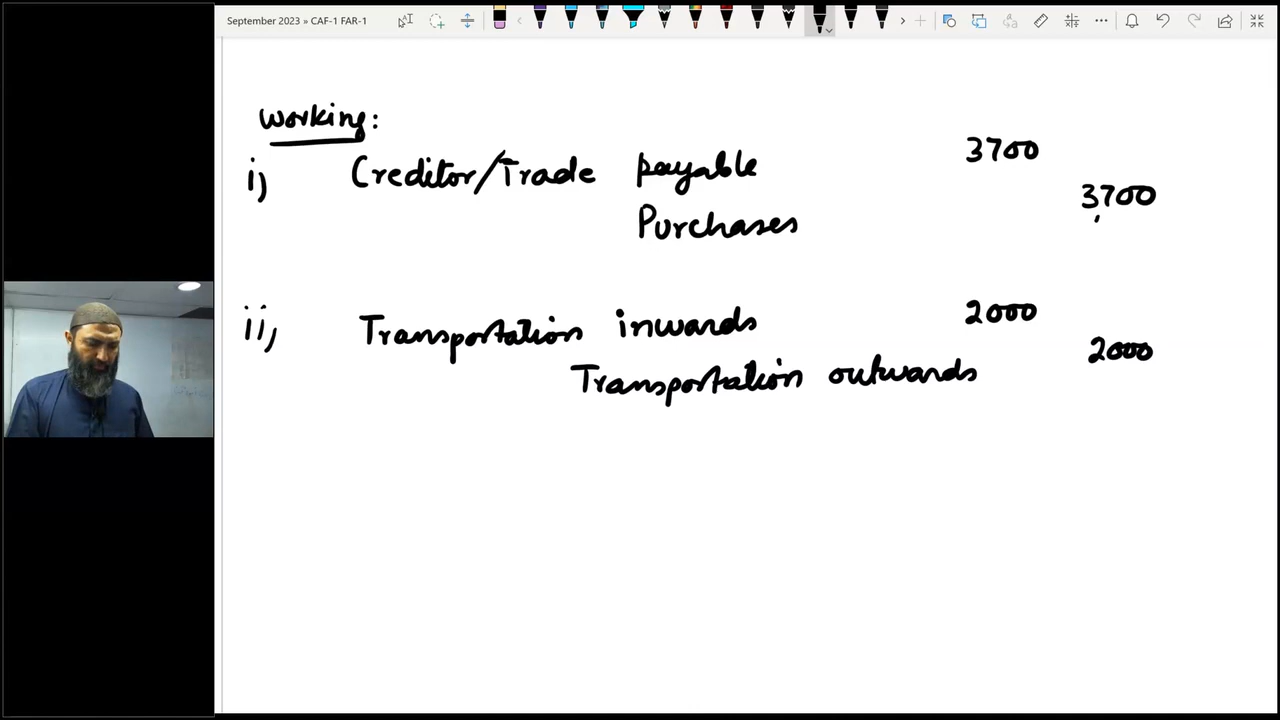 September 2023 » CAF-1 FAR-1
Working:
i) Creditor/Trade payable 3700
Purchases 3700
ii) Transportation inwards 2000
Transportation outwards 2000